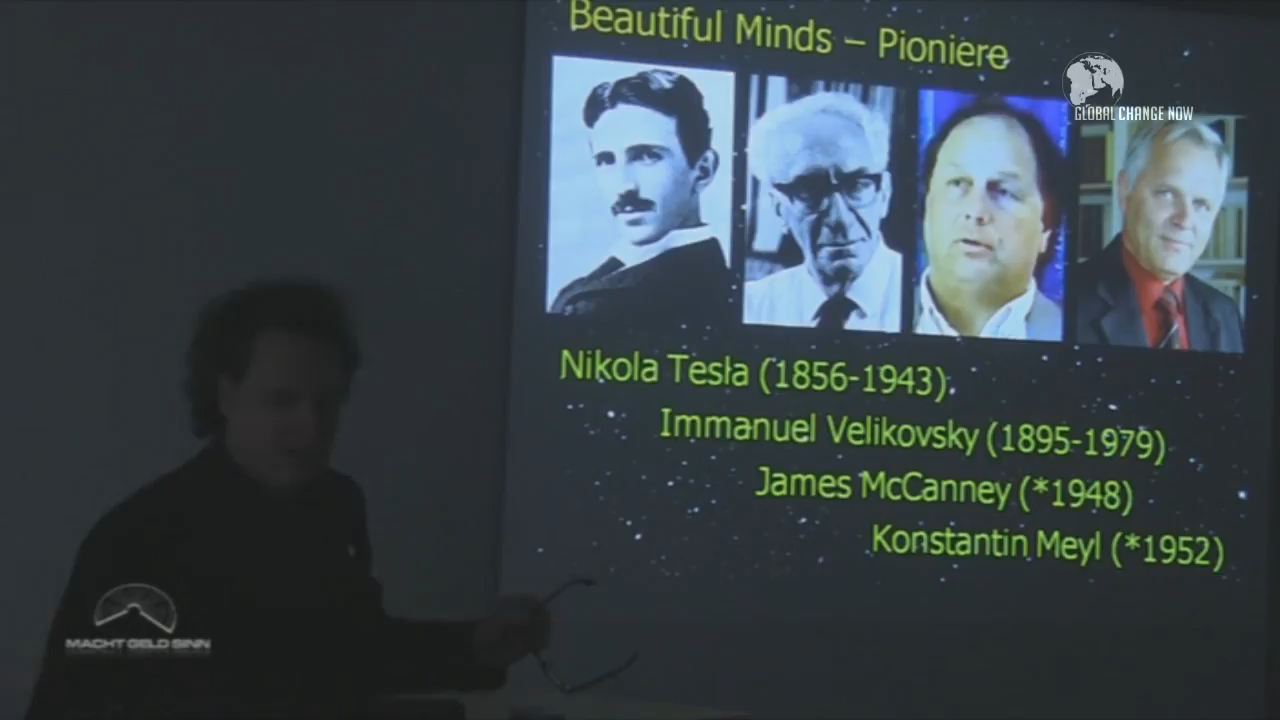 Beautiful Minds – Pioniere
GLOBAL CHANGE NOW
Nikola Tesla (1856-1943)
Immanuel Velikovsky (1895-1979)
James McCanney (*1948)
Konstantin Meyl (*1952)
MACHT GELD SINN